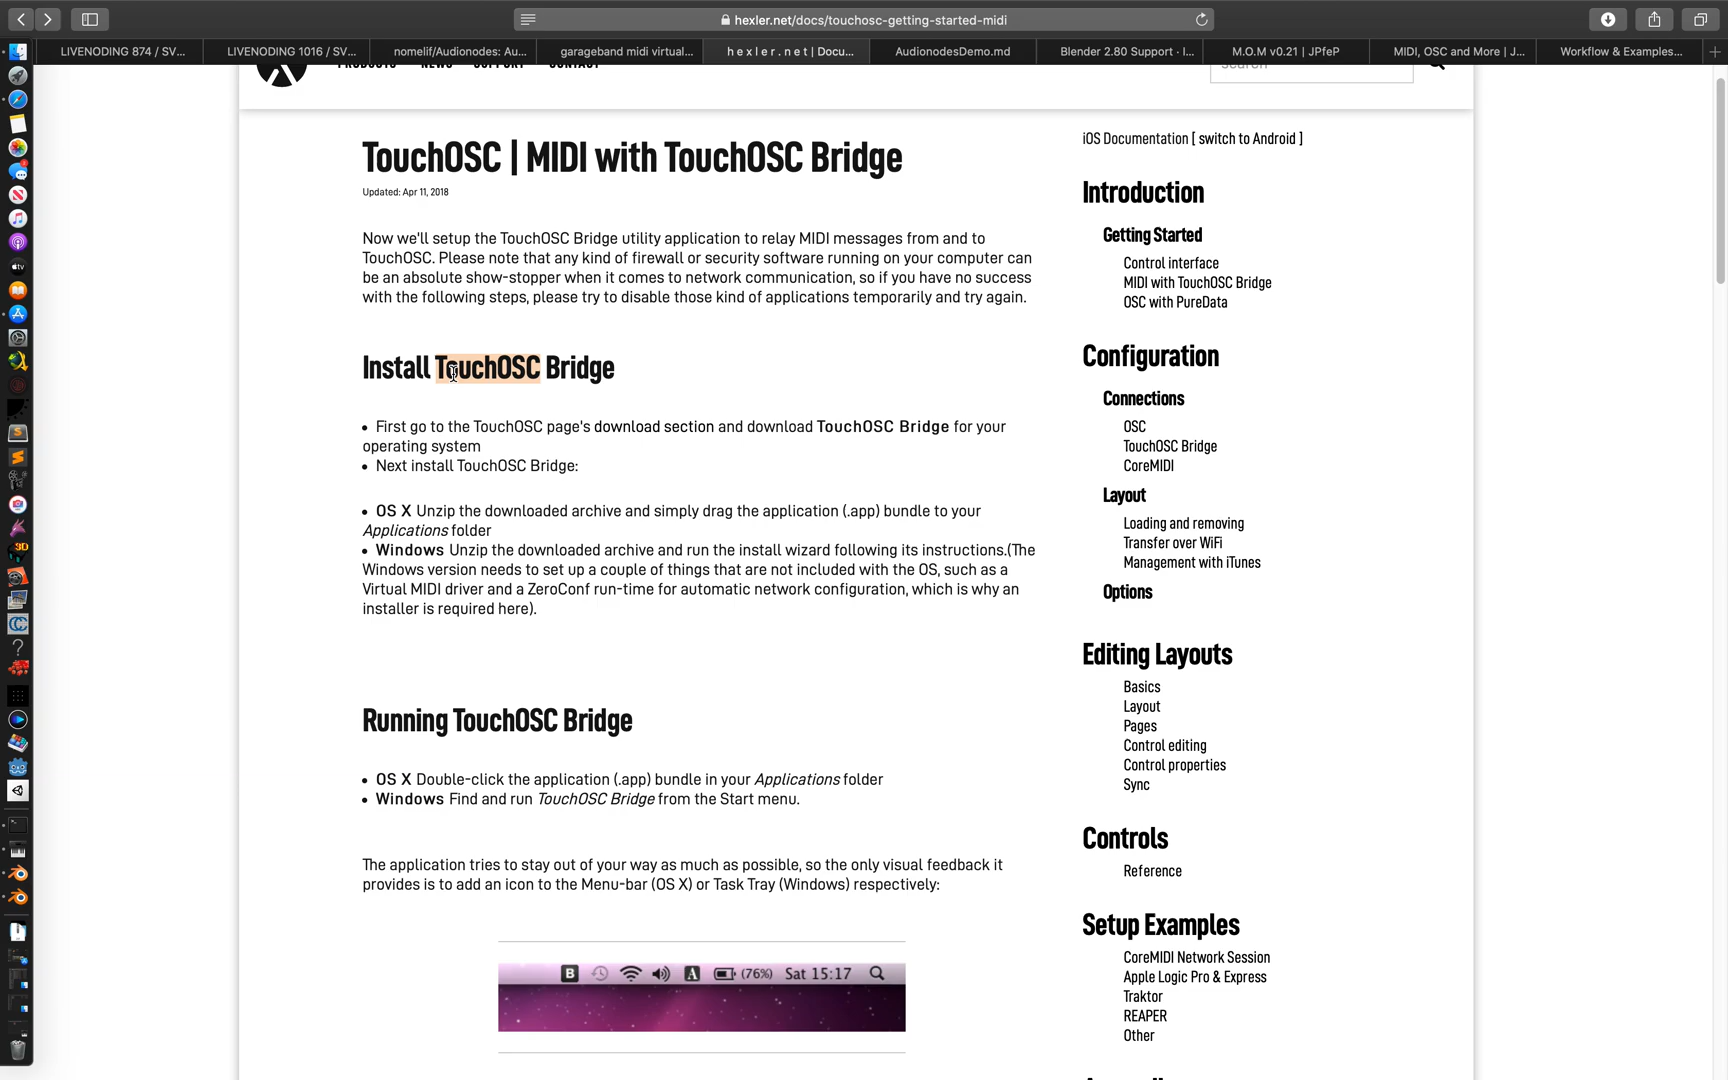 hexler.net/docs/touchosc-getting-started-midi
LIVENODING 874 / SV...
LIVENODING 1016 / SV...
nomelif/Audionodes: Au...
garageband midi virtual...
h e x l e r . n e t | Docu...
AudionodesDemo.md
Blender 2.80 Support · I...
M.O.M v0.21 | JPfeP
MIDI, OSC and More | J...
Workflow & Examples...
PRODUCTS NEWS SUPPORT CONTACT
search
TouchOSC | MIDI with TouchOSC Bridge
Updated: Apr 11, 2018
Now we'll setup the TouchOSC Bridge utility application to relay MIDI messages from and to
TouchOSC. Please note that any kind of firewall or security software running on your computer can
be an absolute show-stopper when it comes to network communication, so if you have no success
with the following steps, please try to disable those kind of applications temporarily and try again.
Install TouchOSC Bridge
• First go to the TouchOSC page's download section and download TouchOSC Bridge for your
operating system
• Next install TouchOSC Bridge:
• OS X Unzip the downloaded archive and simply drag the application (.app) bundle to your
Applications folder
• Windows Unzip the downloaded archive and run the install wizard following its instructions.(The
Windows version needs to set up a couple of things that are not included with the OS, such as a
Virtual MIDI driver and a ZeroConf run-time for automatic network configuration, which is why an
installer is required here).
Running TouchOSC Bridge
• OS X Double-click the application (.app) bundle in your Applications folder
• Windows Find and run TouchOSC Bridge from the Start menu.
The application tries to stay out of your way as much as possible, so the only visual feedback it
provides is to add an icon to the Menu-bar (OS X) or Task Tray (Windows) respectively:
B A (76%) Sat 15:17
iOS Documentation [ switch to Android ]
Introduction
Getting Started
Control interface
MIDI with TouchOSC Bridge
OSC with PureData
Configuration
Connections
OSC
TouchOSC Bridge
CoreMIDI
Layout
Loading and removing
Transfer over WiFi
Management with iTunes
Options
Editing Layouts
Basics
Layout
Pages
Control editing
Control properties
Sync
Controls
Reference
Setup Examples
CoreMIDI Network Session
Apple Logic Pro & Express
Traktor
REAPER
Other